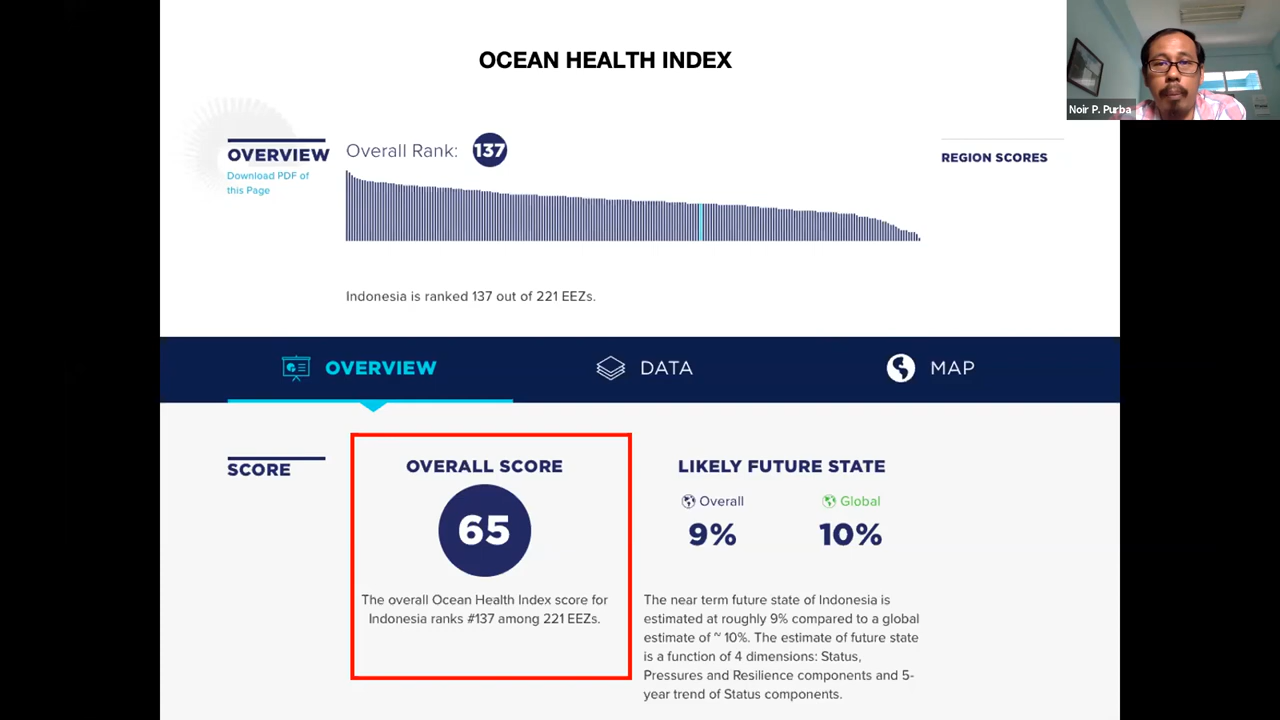 OCEAN HEALTH INDEX
Noir P. Purba
OVERVIEW
Download PDF of
this Page
Overall Rank: 137
REGION SCORES
Indonesia is ranked 137 out of 221 EEZs.
OVERVIEW
DATA
MAP
SCORE
OVERALL SCORE
65
The overall Ocean Health Index score for
Indonesia ranks #137 among 221 EEZs.
LIKELY FUTURE STATE
Overall
Global
9%
10%
The near term future state of Indonesia is
estimated at roughly 9% compared to a global
estimate of ~ 10%. The estimate of future state
is a function of 4 dimensions: Status,
Pressures and Resilience components and 5-
year trend of Status components.